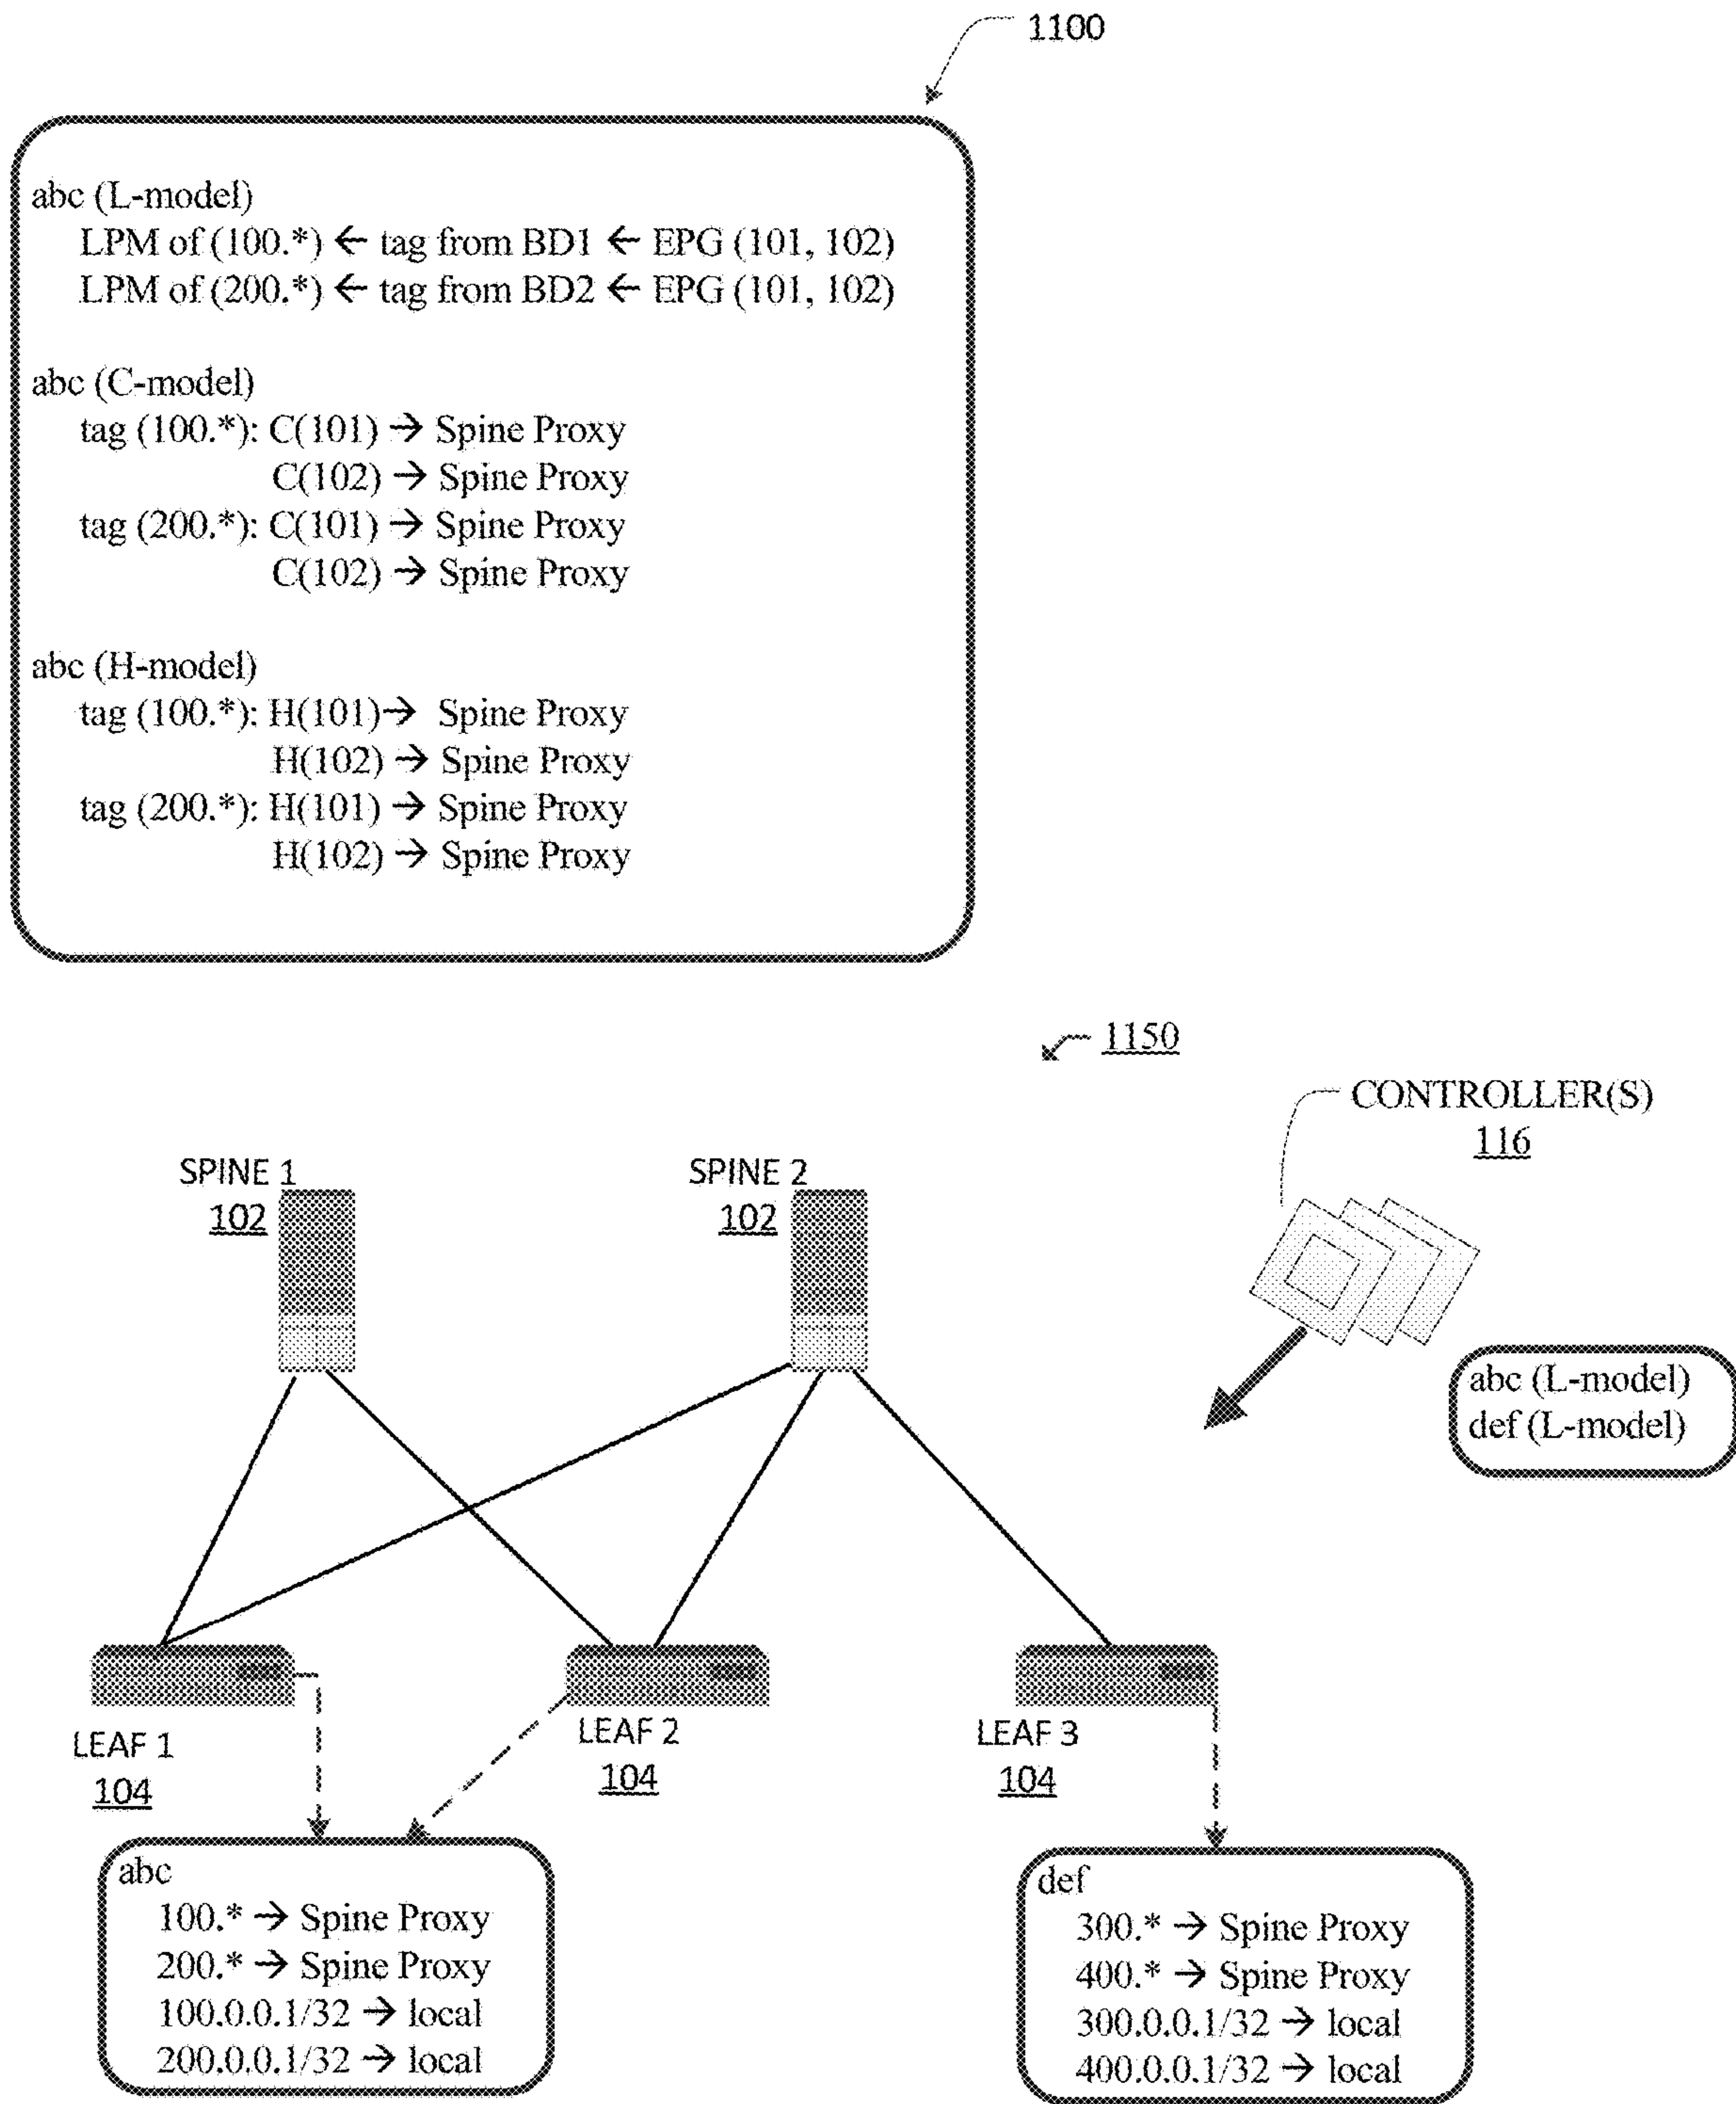 1100
abc (L-model)
LPM of (100.*) ← tag from BD1 ← EPG (101, 102)
LPM of (200.*) ← tag from BD2 ← EPG (101, 102)
abc (C-model)
tag (100.*): C(101) → Spine Proxy
C(102) → Spine Proxy
tag (200.*): C(101) → Spine Proxy
C(102) → Spine Proxy
abc (H-model)
tag (100.*): H(101)→ Spine Proxy
H(102) → Spine Proxy
tag (200.*): H(101) → Spine Proxy
H(102) → Spine Proxy
1150
CONTROLLER(S)
116
SPINE 1
102
SPINE 2
102
abc (L-model)
def (L-model)
LEAF 1
104
LEAF 2
104
LEAF 3
104
abc
100.* → Spine Proxy
200.* → Spine Proxy
100.0.0.1/32 → local
200.0.0.1/32 → local
def
300.* → Spine Proxy
400.* → Spine Proxy
300.0.0.1/32 → local
400.0.0.1/32 → local